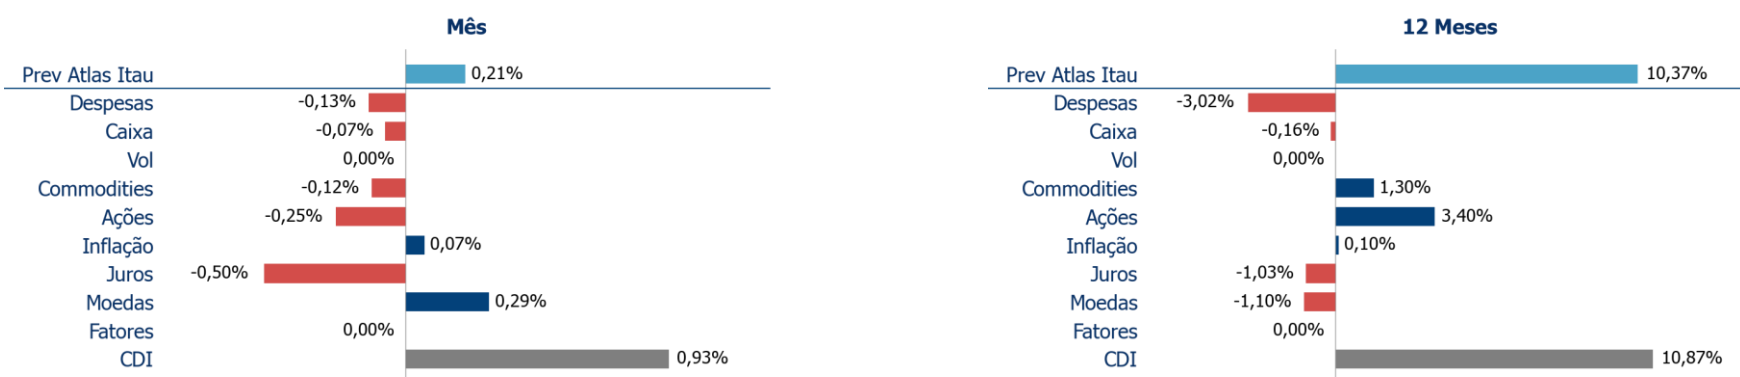 Mês
Prev Atlas Itau 0,21%
Despesas -0,13%
Caixa -0,07%
Vol 0,00%
Commodities -0,12%
Ações -0,25%
Inflação 0,07%
Juros -0,50%
Moedas 0,29%
Fatores 0,00%
CDI 0,93%
12 Meses
Prev Atlas Itau 10,37%
Despesas -3,02%
Caixa -0,16%
Vol 0,00%
Commodities 1,30%
Ações 3,40%
Inflação 0,10%
Juros -1,03%
Moedas -1,10%
Fatores 0,00%
CDI 10,87%